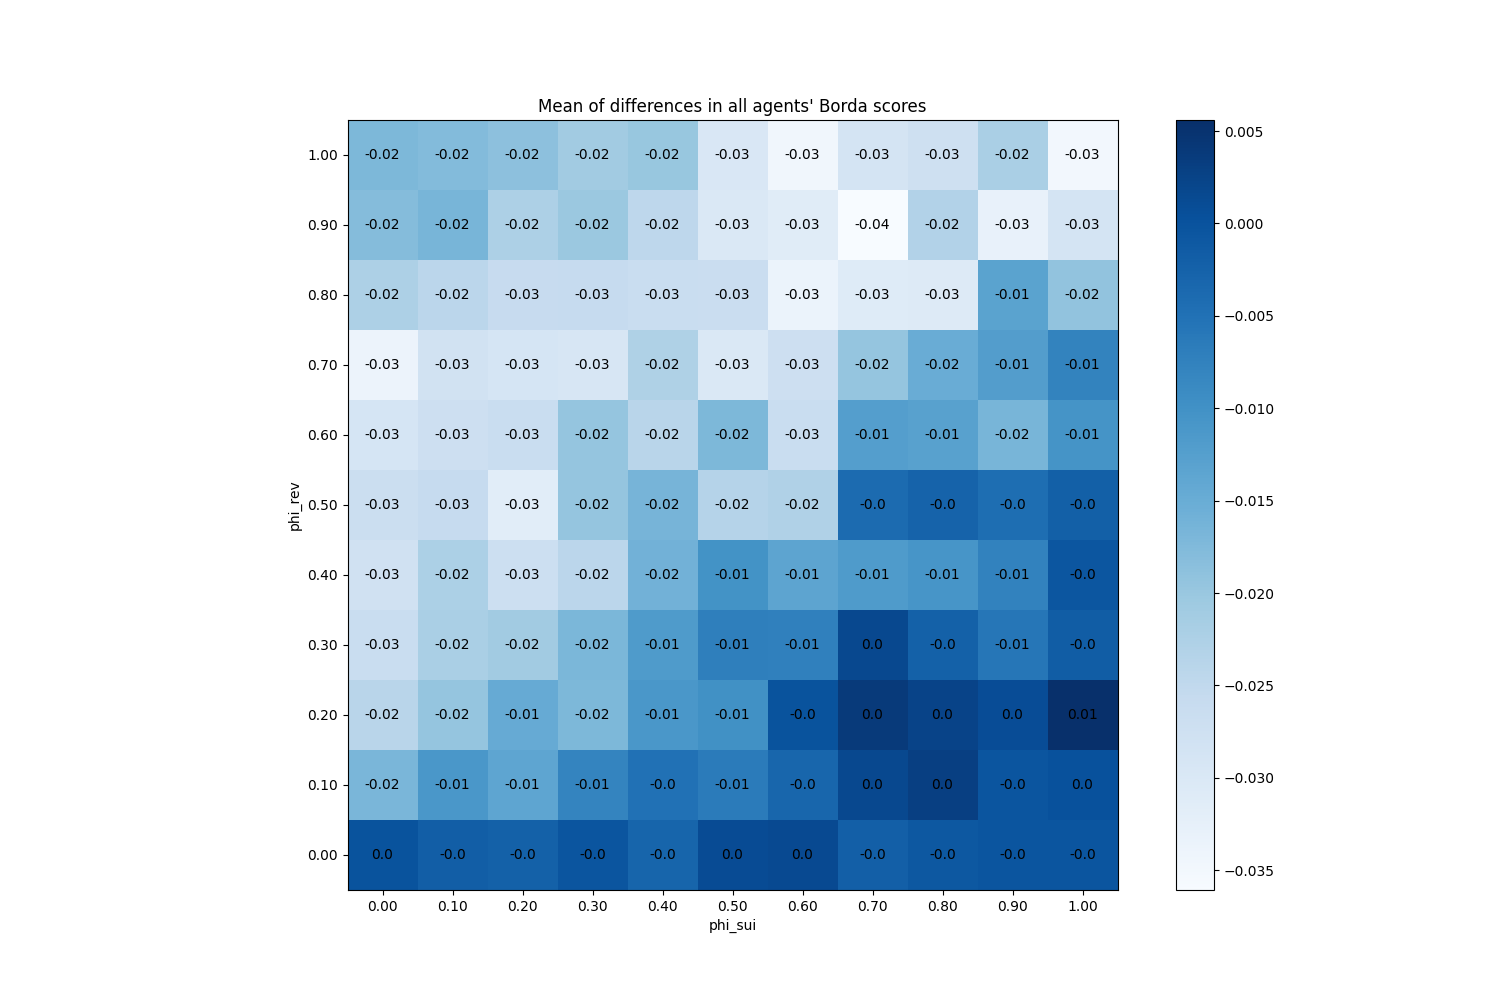 Mean of differences in all agents' Borda scores
1.00 -0.02 -0.02 -0.02 -0.02 -0.02 -0.03 -0.03 -0.03 -0.03 -0.02 -0.03
0.90 -0.02 -0.02 -0.02 -0.02 -0.02 -0.03 -0.03 -0.04 -0.02 -0.03 -0.03
0.80 -0.02 -0.02 -0.03 -0.03 -0.03 -0.03 -0.03 -0.03 -0.03 -0.01 -0.02
0.70 -0.03 -0.03 -0.03 -0.03 -0.02 -0.03 -0.03 -0.02 -0.02 -0.01 -0.01
0.60 -0.03 -0.03 -0.03 -0.02 -0.02 -0.02 -0.03 -0.01 -0.01 -0.02 -0.01
0.50 -0.03 -0.03 -0.03 -0.02 -0.02 -0.02 -0.02 -0.0 -0.0 -0.0 -0.0
0.40 -0.03 -0.02 -0.03 -0.02 -0.02 -0.01 -0.01 -0.01 -0.01 -0.01 -0.0
0.30 -0.03 -0.02 -0.02 -0.02 -0.01 -0.01 -0.01 0.0 -0.0 -0.01 -0.0
0.20 -0.02 -0.02 -0.01 -0.02 -0.01 -0.01 -0.0 0.0 0.0 0.0 0.01
0.10 -0.02 -0.01 -0.01 -0.01 -0.0 -0.01 -0.0 0.0 0.0 -0.0 0.0
0.00 0.0 -0.0 -0.0 -0.0 -0.0 0.0 0.0 -0.0 -0.0 -0.0 -0.0
0.00 0.10 0.20 0.30 0.40 0.50 0.60 0.70 0.80 0.90 1.00
phi_sui
phi_rev
0.005
0.000
−0.005
−0.010
−0.015
−0.020
−0.025
−0.030
−0.035